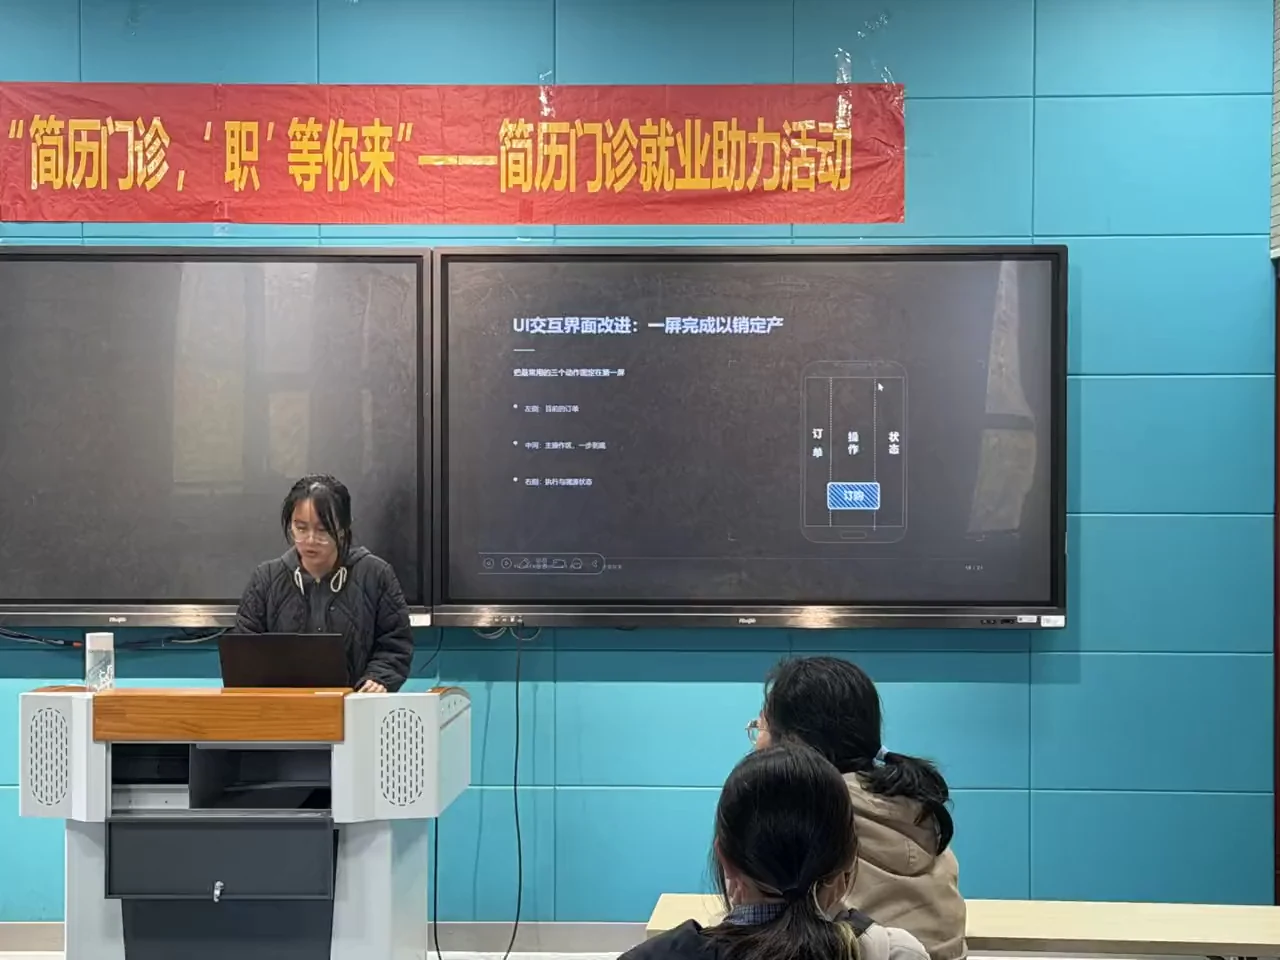 “简历门诊，‘职’等你来”——简历门诊就业助力活动
UI交互界面改进：一屏完成以销定产
把最常用的三个动作固定在第一屏
左侧：目前的订单
中间：主操作区，一步到底
右侧：执行与溯源状态
订单
操作
状态
订购